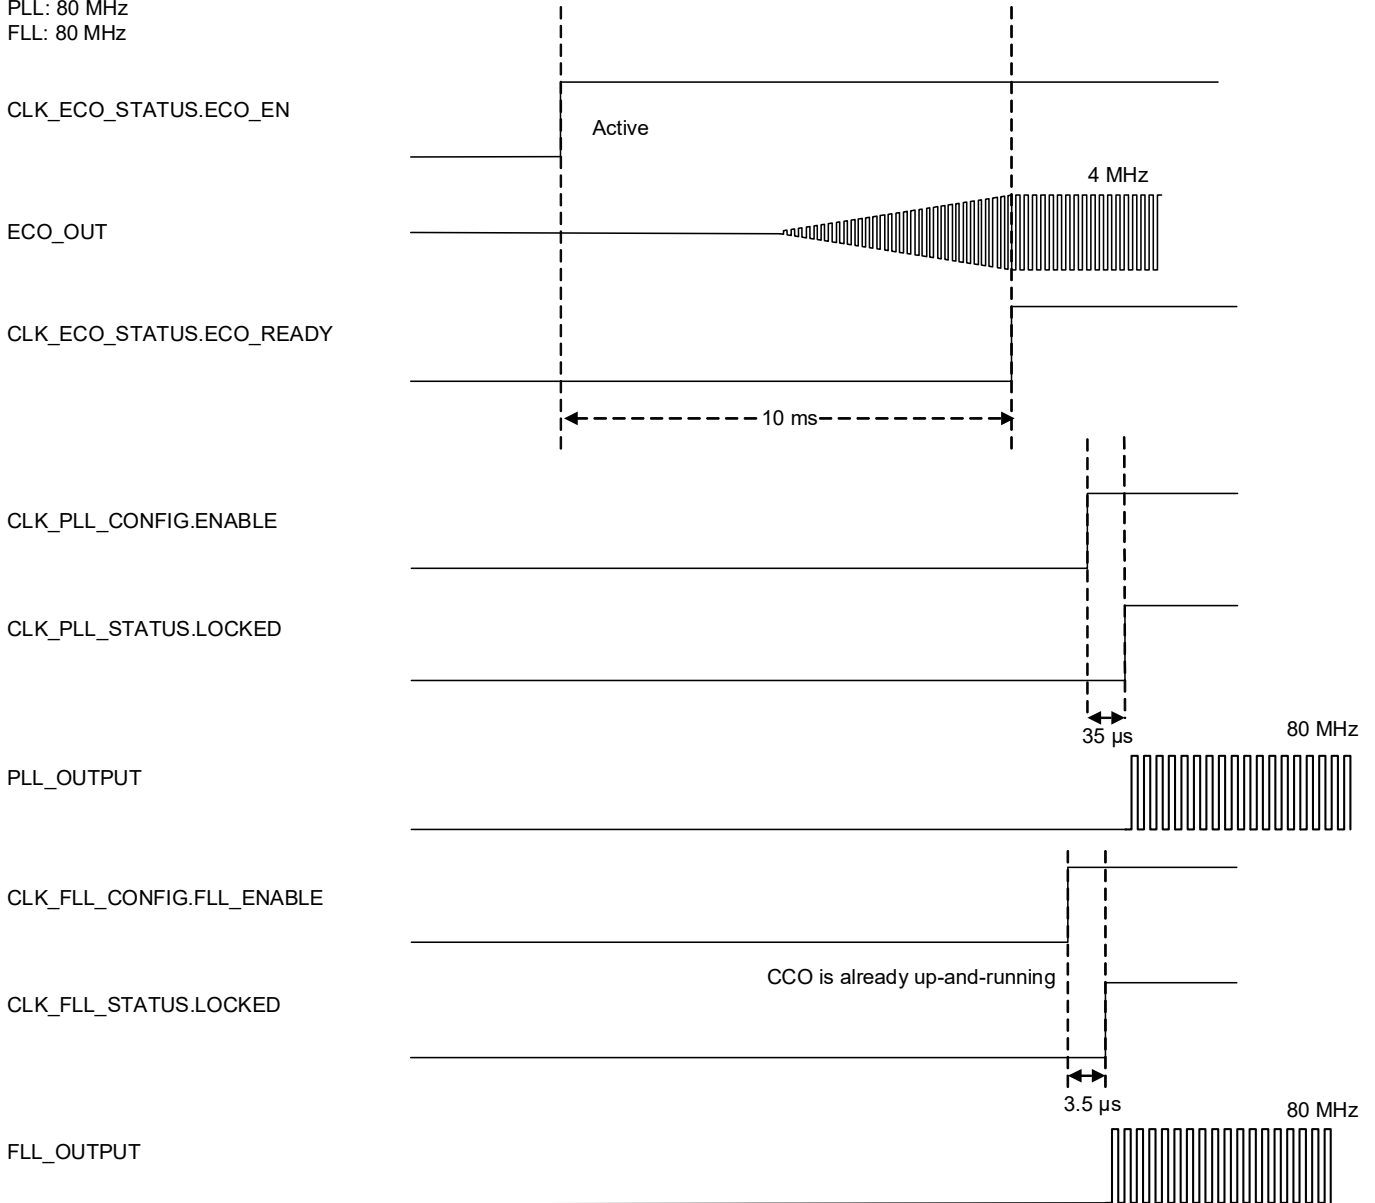 PLL: 80 MHz
FLL: 80 MHz
CLK_ECO_STATUS.ECO_EN
Active
4 MHz
ECO_OUT
CLK_ECO_STATUS.ECO_READY
10 ms
CLK_PLL_CONFIG.ENABLE
CLK_PLL_STATUS.LOCKED
35 µs
80 MHz
PLL_OUTPUT
CLK_FLL_CONFIG.FLL_ENABLE
CCO is already up-and-running
CLK_FLL_STATUS.LOCKED
3.5 µs
80 MHz
FLL_OUTPUT